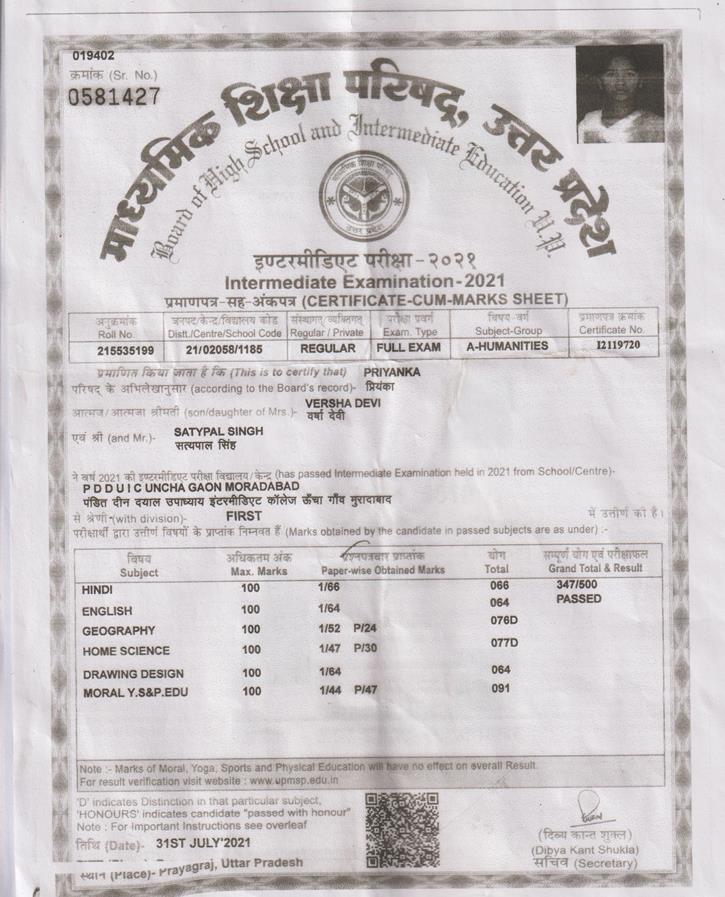 019402
क्रमांक (Sr. No.)
0581427
माध्यमिक शिक्षा परिषद्, उत्तर प्रदेश
Board of High School and Intermediate Education U.P.
माध्यमिक शिक्षा परिषद्
उत्तर प्रदेश
इण्टरमीडिएट परीक्षा - २०२१
Intermediate Examination - 2021
प्रमाणपत्र-सह-अंकपत्र (CERTIFICATE-CUM-MARKS SHEET)
अनुक्रमांक जनपद/केन्द्र/विद्यालय कोड संस्थागत/व्यक्तिगत परीक्षा प्रवर्ग विषय-वर्ग प्रमाणपत्र क्रमांक
Roll No. Distt./Centre/School Code Regular / Private Exam. Type Subject-Group Certificate No.
215535199 21/02058/1185 REGULAR FULL EXAM A-HUMANITIES I2119720
प्रमाणित किया जाता है कि (This is to certify that) PRIYANKA
परिषद के अभिलेखानुसार (according to the Board's record)- प्रियंका
आत्मज/आत्मजा श्रीमती (son/daughter of Mrs.)- VERSHA DEVI
वर्षा देवी
एवं श्री (and Mr.)- SATYPAL SINGH
सत्यपाल सिंह
ने वर्ष 2021 की इण्टरमीडिएट परीक्षा विद्यालय/केन्द्र (has passed Intermediate Examination held in 2021 from School/Centre)-
P D D U I C UNCHA GAON MORADABAD
पंडित दीन दयाल उपाध्याय इंटरमीडिएट कॉलेज ऊँचा गाँव मुरादाबाद
से श्रेणी-(with division)- FIRST में उत्तीर्ण की है।
परीक्षार्थी द्वारा उत्तीर्ण विषयों के प्राप्तांक निम्नवत हैं (Marks obtained by the candidate in passed subjects are as under) :-
विषय अधिकतम अंक प्रश्नपत्रवार प्राप्तांक योग सम्पूर्ण योग एवं परीक्षाफल
Subject Max. Marks Paper-wise Obtained Marks Total Grand Total & Result
HINDI 100 1/66 066 347/500
ENGLISH 100 1/64 064 PASSED
GEOGRAPHY 100 1/52 P/24 076D
HOME SCIENCE 100 1/47 P/30 077D
DRAWING DESIGN 100 1/64 064
MORAL Y.S&P.EDU 100 1/44 P/47 091
Note :- Marks of Moral, Yoga, Sports and Physical Education will have no effect on overall Result.
For result verification visit website : www.upmsp.edu.in
'D' indicates Distinction in that particular subject,
'HONOURS' indicates candidate "passed with honour"
Note : For Important Instructions see overleaf
तिथि (Date)- 31ST JULY'2021
स्थान (Place)- Prayagraj, Uttar Pradesh
(दिव्य कान्त शुक्ल)
(Dibya Kant Shukla)
सचिव (Secretary)